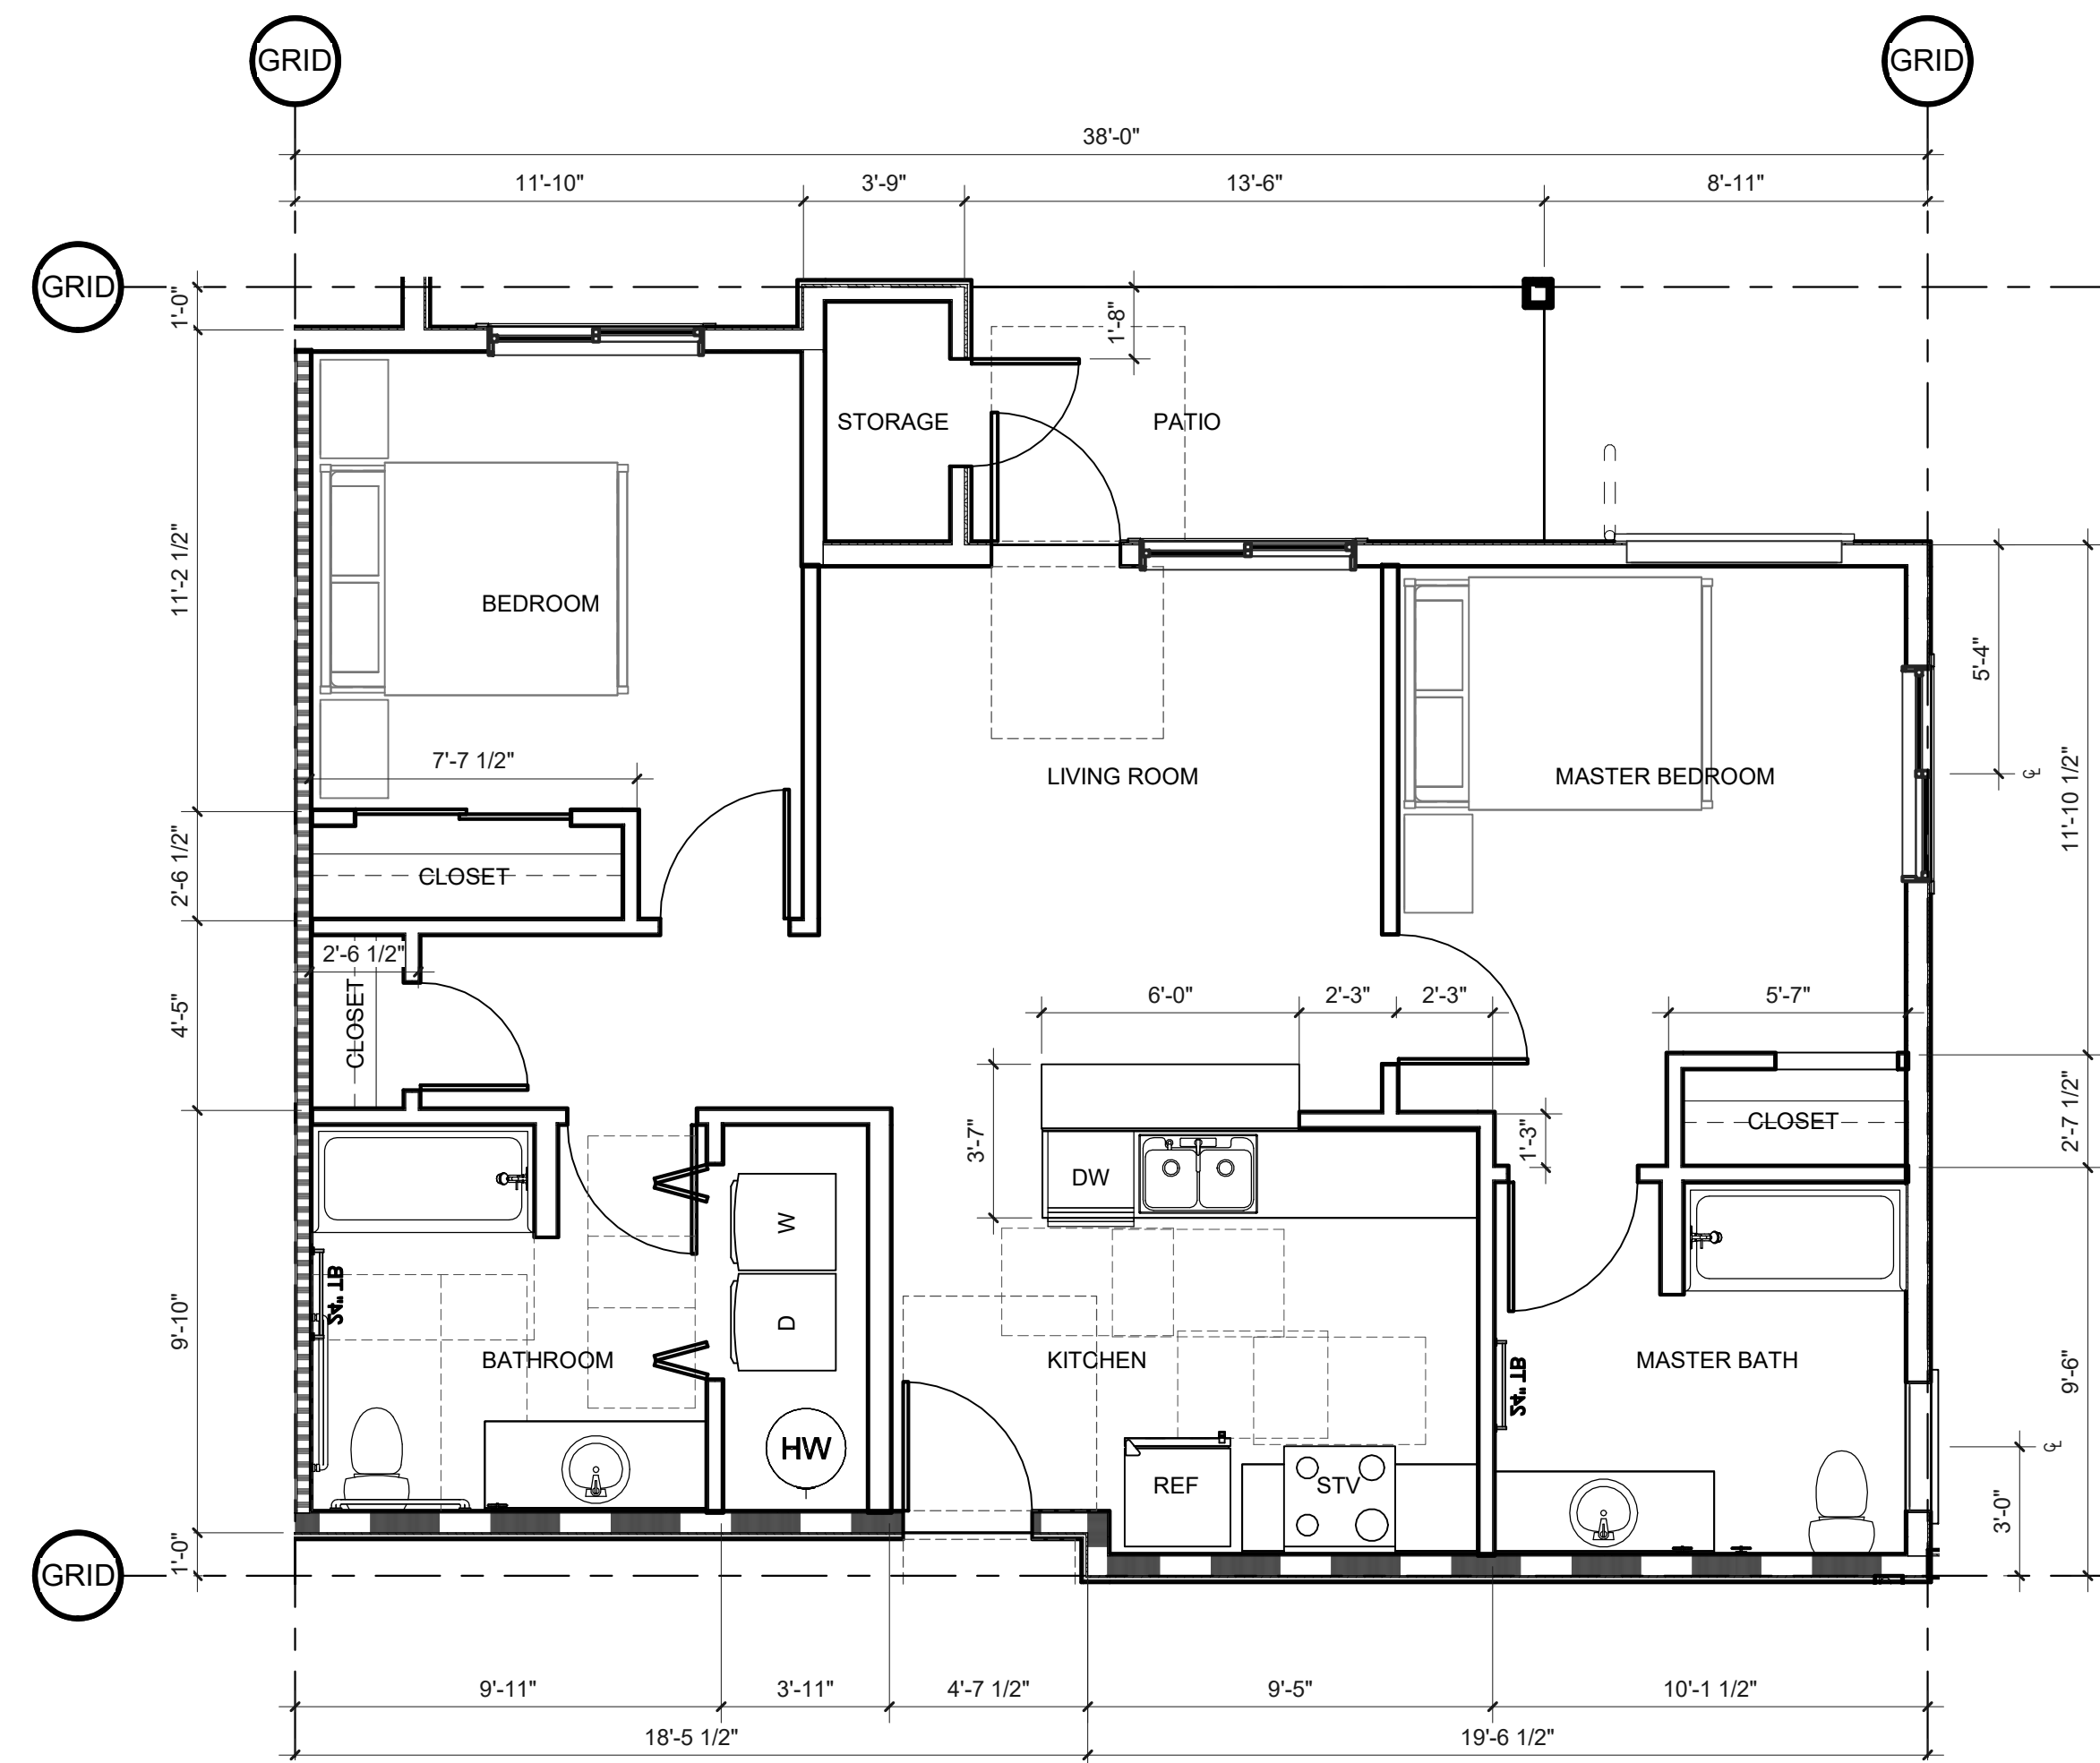 GRID
GRID
38'-0"
11'-10"
3'-9"
13'-6"
8'-11"
GRID
1'-0"
1'-8"
STORAGE
PATIO
11'-2 1/2"
BEDROOM
5'-4"
7'-7 1/2"
LIVING ROOM
MASTER BEDROOM
℄
11'-10 1/2"
2'-6 1/2"
CLOSET
2'-6 1/2"
CLOSET
4'-5"
6'-0"
2'-3"
2'-3"
5'-7"
3'-7"
1'-3"
CLOSET
2'-7 1/2"
DW
W
D
24" TB
9'-10"
BATHROOM
KITCHEN
24" TB
MASTER BATH
9'-6"
HW
REF
STV
℄
3'-0"
1'-0"
GRID
9'-11"
3'-11"
4'-7 1/2"
9'-5"
10'-1 1/2"
18'-5 1/2"
19'-6 1/2"